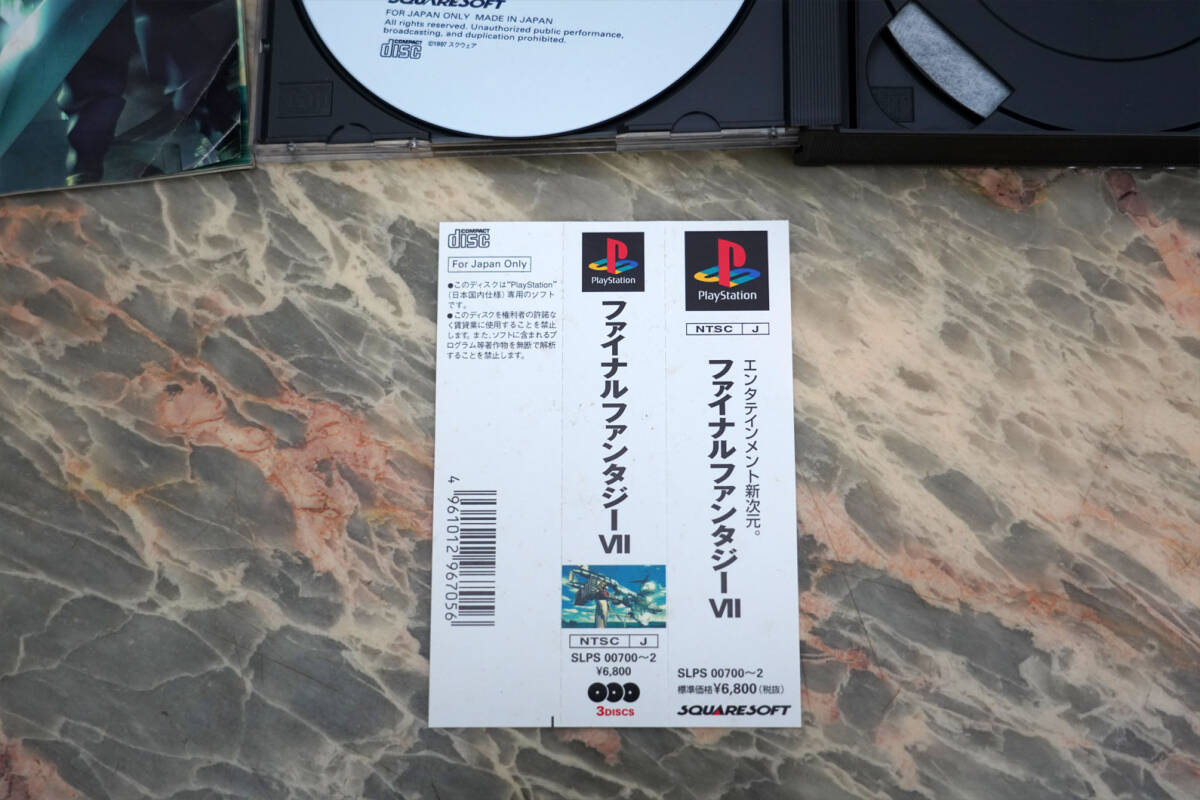 SQUARESOFT
FOR JAPAN ONLY MADE IN JAPAN
All rights reserved. Unauthorized public performance,
broadcasting, and duplication prohibited.
COMPACT
disc
©1997 スクウェア
COMPACT
disc
For Japan Only
●このディスクは"PlayStation"
(日本国内仕様)専用のソフト
です。
●このディスクを権利者の許諾な
く賃貸業に使用することを禁止
します。また、ソフトに含まれるプ
ログラム等著作物を無断で解析
することを禁止します。
4961012967056
PlayStation
ファイナルファンタジーVII
NTSC J
SLPS 00700〜2
¥6,800
3DISCS
PlayStation
NTSC J
エンタテインメント新次元。
ファイナルファンタジーVII
SLPS 00700〜2
標準価格¥6,800(税抜)
SQUARESOFT